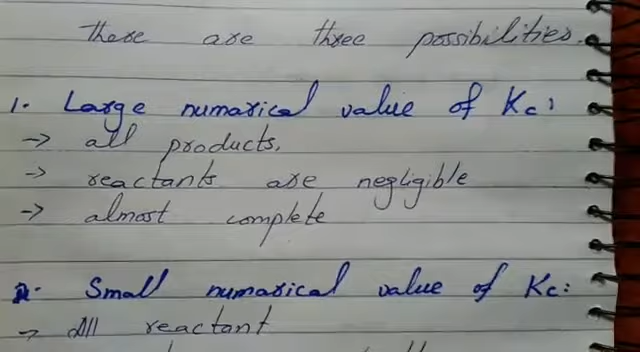 There are three possibilities.
1. Large numarical value of Kc:
→ all products.
→ reactants are negligible
→ almost complete
2. Small numarical value of Kc:
→ All reactant